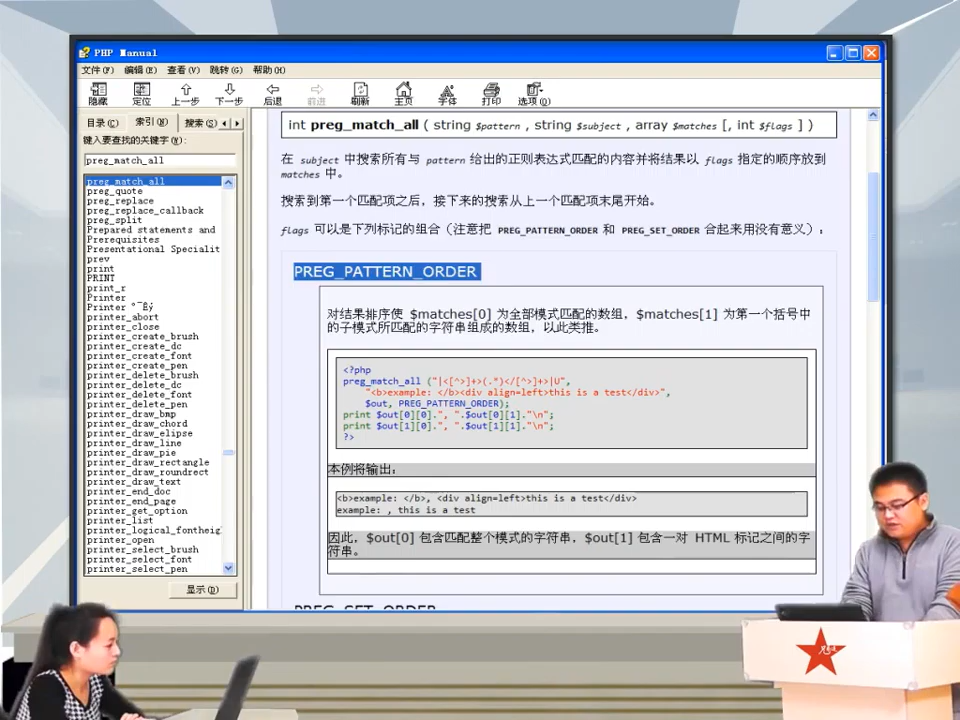 PHP Manual
文件(F) 编辑(E) 查看(V) 跳转(G) 帮助(H)
隐藏 定位 上一步 下一步 后退 前进 刷新 主页 字体 打印 选项(O)
目录(C) 索引(N) 搜索(S)
键入要查找的关键字(W):
preg_match_all
preg_match_all
preg_quote
preg_replace
preg_replace_callback
preg_split
Prepared statements and
Prerequisites
Presentational Specialit
prev
print
PRINT
print_r
Printer
Printer
printer_abort
printer_close
printer_create_brush
printer_create_dc
printer_create_font
printer_create_pen
printer_delete_brush
printer_delete_dc
printer_delete_font
printer_delete_pen
printer_draw_bmp
printer_draw_chord
printer_draw_elipse
printer_draw_line
printer_draw_pie
printer_draw_rectangle
printer_draw_roundrect
printer_draw_text
printer_end_doc
printer_end_page
printer_get_option
printer_list
printer_logical_fontheig
printer_open
printer_select_brush
printer_select_font
printer_select_pen
显示(D)
int preg_match_all ( string $pattern , string $subject , array $matches [, int $flags ] )
在 subject 中搜索所有与 pattern 给出的正则表达式匹配的内容并将结果以 flags 指定的顺序放到
matches 中。
搜索到第一个匹配项之后，接下来的搜索从上一个匹配项末尾开始。
flags 可以是下列标记的组合（注意把 PREG_PATTERN_ORDER 和 PREG_SET_ORDER 合起来用没有意义）：
PREG_PATTERN_ORDER
对结果排序使 $matches[0] 为全部模式匹配的数组，$matches[1] 为第一个括号中
的子模式所匹配的字符串组成的数组，以此类推。
<?php
preg_match_all ("|<[^>]+>(.*)</[^>]+>|U",
"<b>example: </b><div align=left>this is a test</div>",
$out, PREG_PATTERN_ORDER);
print $out[0][0].", ".$out[0][1]."\n";
print $out[1][0].", ".$out[1][1]."\n";
?>
本例将输出：
<b>example: </b>, <div align=left>this is a test</div>
example: , this is a test
因此，$out[0] 包含匹配整个模式的字符串，$out[1] 包含一对 HTML 标记之间的字
符串。
PREG_SET_ORDER